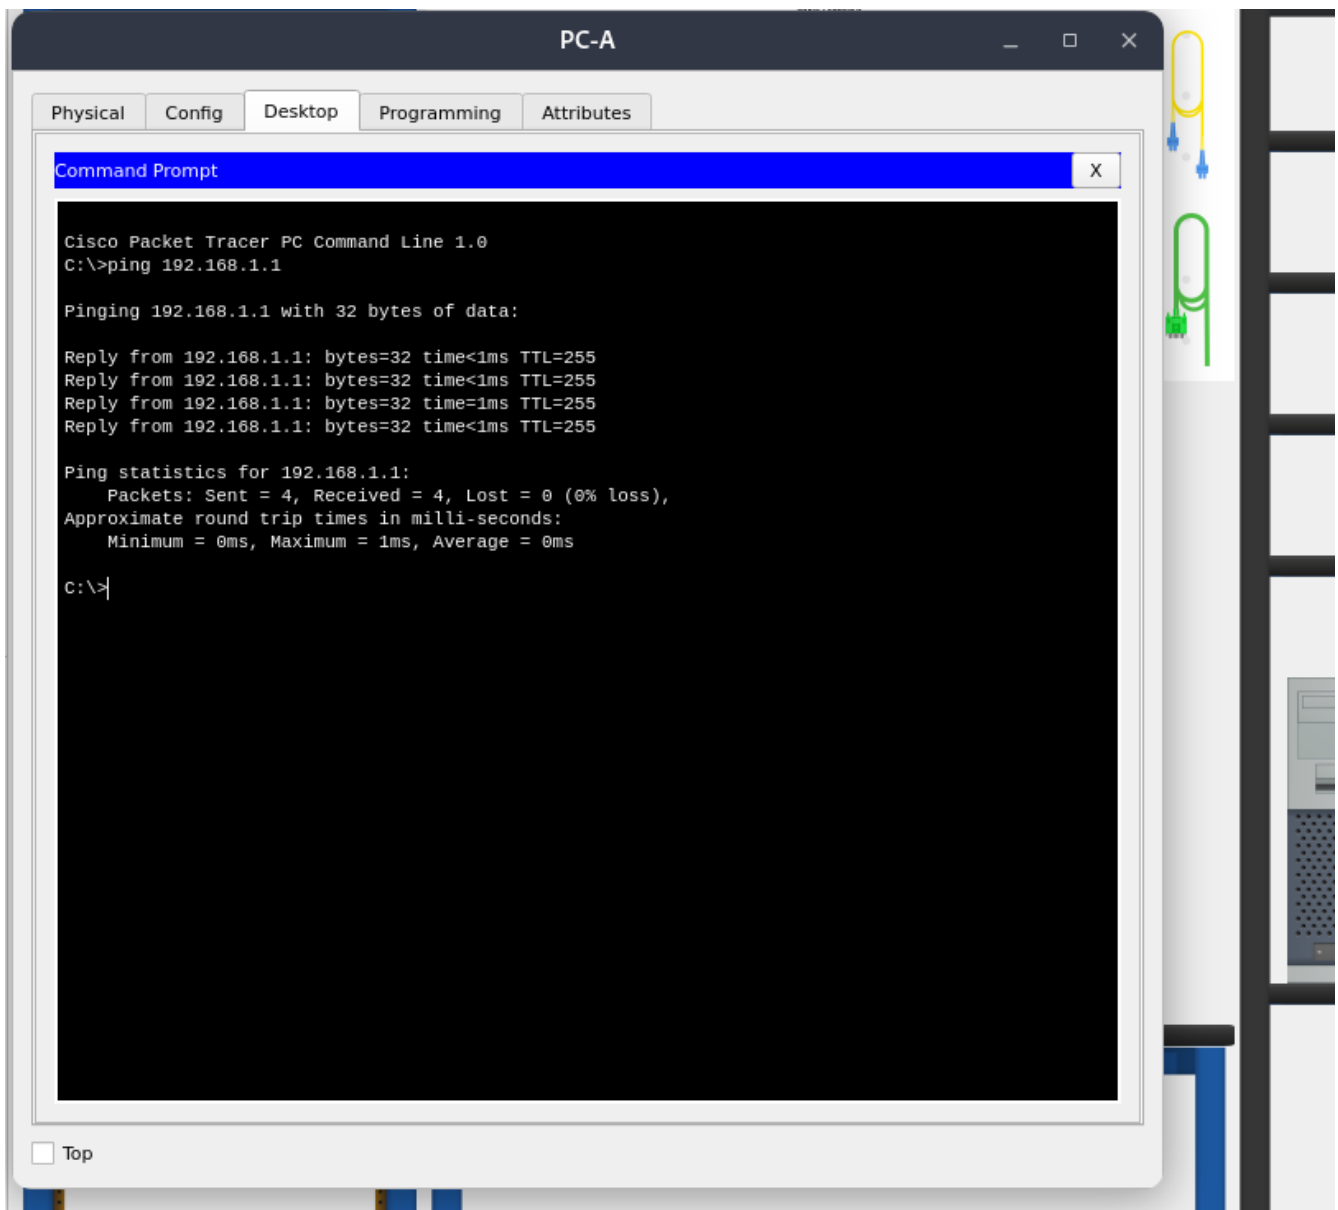 PC-A
Physical Config Desktop Programming Attributes
Command Prompt X
Cisco Packet Tracer PC Command Line 1.0
C:\>ping 192.168.1.1
Pinging 192.168.1.1 with 32 bytes of data:
Reply from 192.168.1.1: bytes=32 time<1ms TTL=255
Reply from 192.168.1.1: bytes=32 time<1ms TTL=255
Reply from 192.168.1.1: bytes=32 time=1ms TTL=255
Reply from 192.168.1.1: bytes=32 time<1ms TTL=255
Ping statistics for 192.168.1.1:
Packets: Sent = 4, Received = 4, Lost = 0 (0% loss),
Approximate round trip times in milli-seconds:
Minimum = 0ms, Maximum = 1ms, Average = 0ms
C:\>
Top